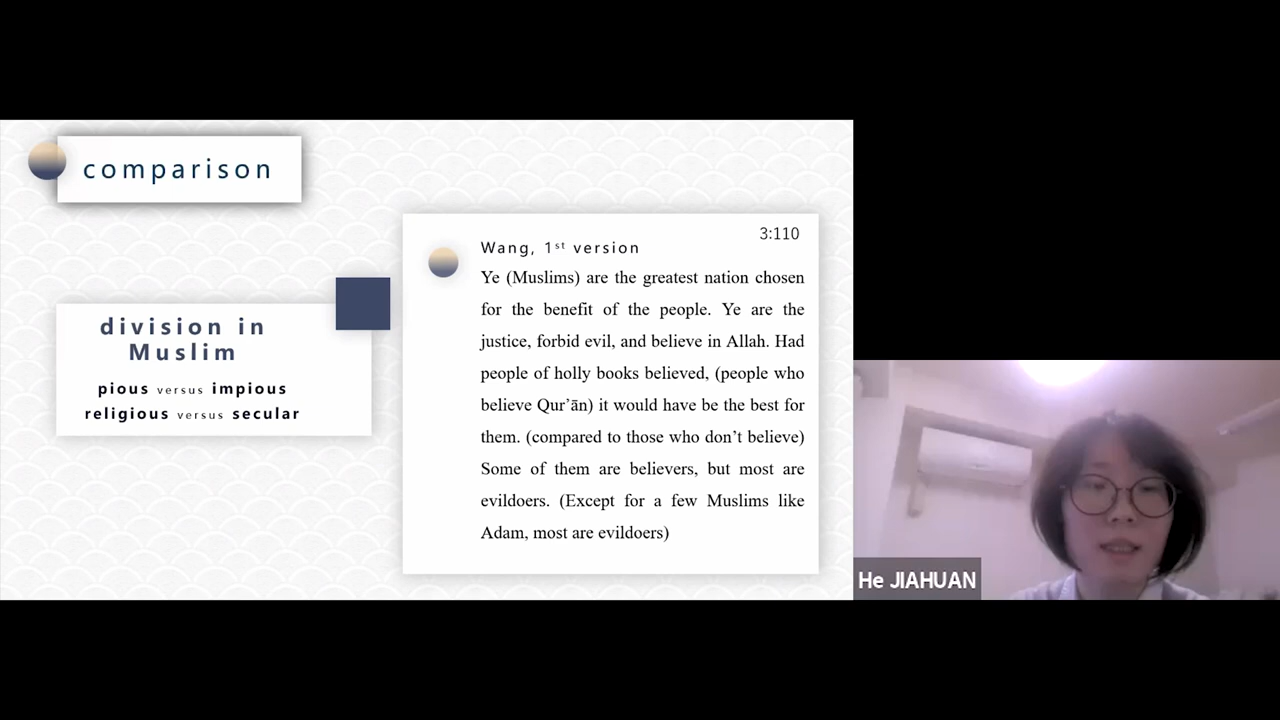 comparison
division in
Muslim
pious versus impious
religious versus secular
3:110
Wang, 1st version
Ye (Muslims) are the greatest nation chosen
for the benefit of the people. Ye are the
justice, forbid evil, and believe in Allah. Had
people of holly books believed, (people who
believe Qur’ān) it would have be the best for
them. (compared to those who don’t believe)
Some of them are believers, but most are
evildoers. (Except for a few Muslims like
Adam, most are evildoers)
He JIAHUAN